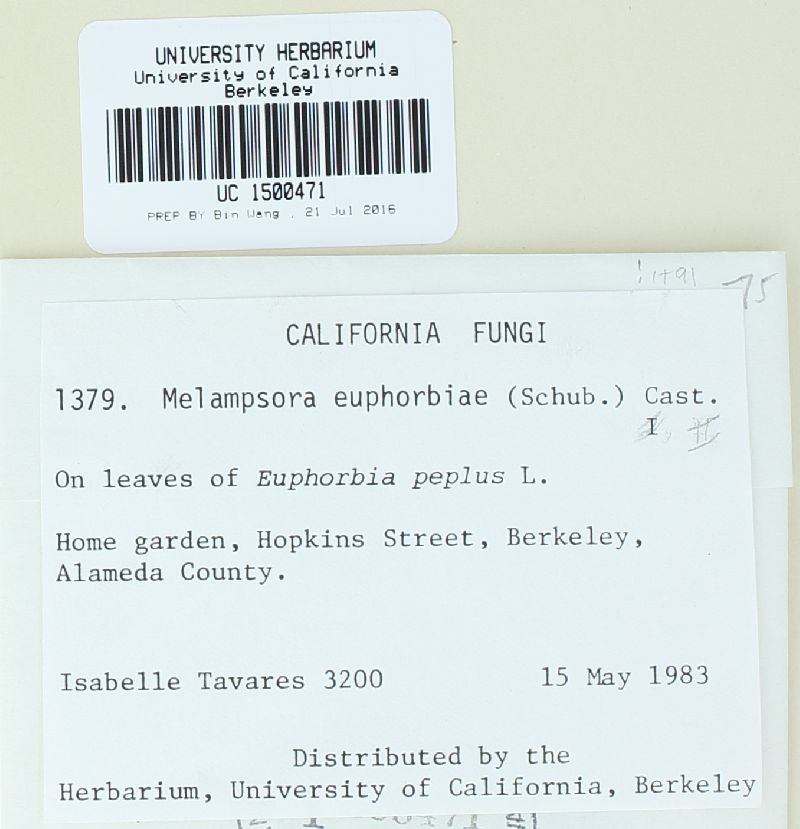 UNIVERSITY HERBARIUM
University of California
Berkeley
UC 1500471
PREP BY Bin Wang , 21 Jul 2016
75
CALIFORNIA FUNGI
1379. Melampsora euphorbiae (Schub.) Cast.
I, II
On leaves of Euphorbia peplus L.
Home garden, Hopkins Street, Berkeley,
Alameda County.
Isabelle Tavares 3200 15 May 1983
Distributed by the
Herbarium, University of California, Berkeley